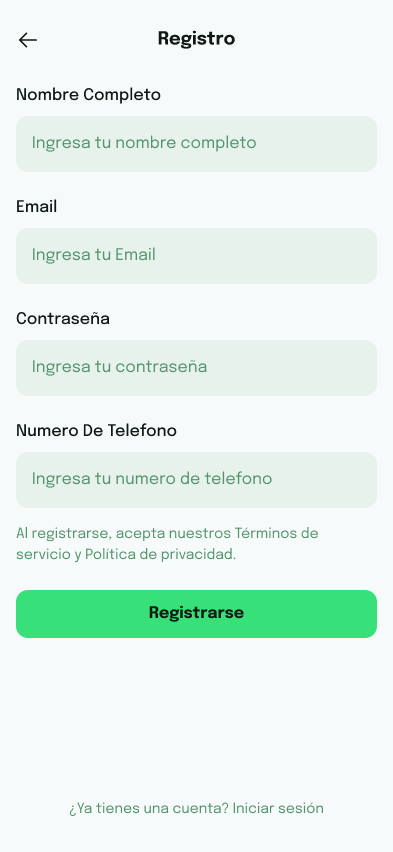 Registro
Nombre Completo
Ingresa tu nombre completo
Email
Ingresa tu Email
Contraseña
Ingresa tu contraseña
Numero De Telefono
Ingresa tu numero de telefono
Al registrarse, acepta nuestros Términos de
servicio y Política de privacidad.
Registrarse
¿Ya tienes una cuenta? Iniciar sesión